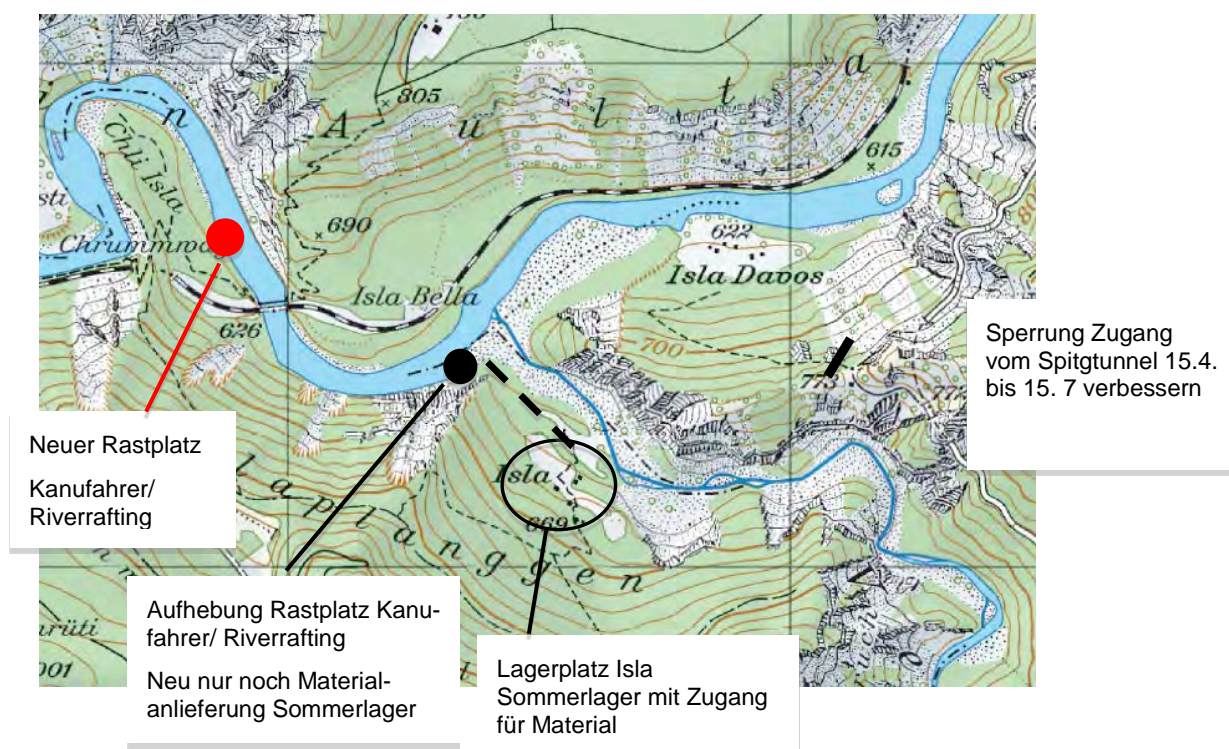 805
A u l t a
615
n
Chli Isla
690
622
Isla Davos
Isla Bella
626
700
777
Isla
669
L a p l a n g g e n
001
Sperrung Zugang
vom Spitgtunnel 15.4.
bis 15. 7 verbessern
Neuer Rastplatz
Kanufahrer/
Riverrafting
Aufhebung Rastplatz Kanu-
fahrer/ Riverrafting
Neu nur noch Material-
anlieferung Sommerlager
Lagerplatz Isla
Sommerlager mit Zugang
für Material